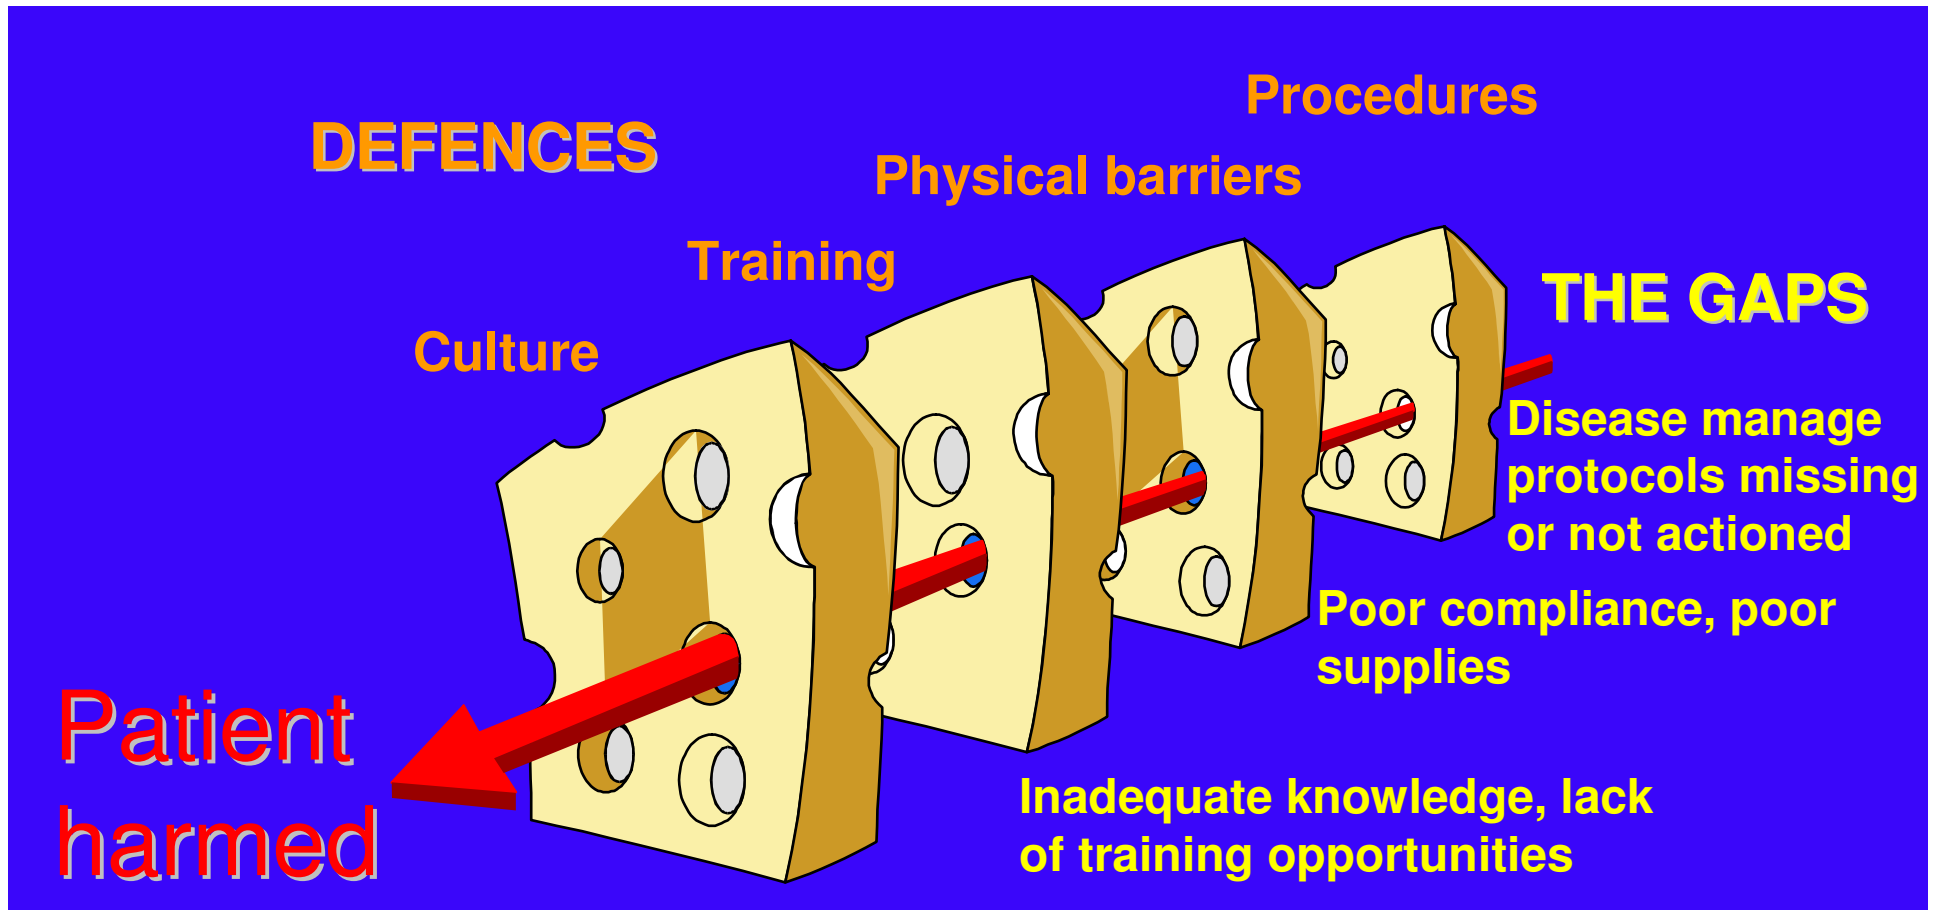 Procedures
DEFENCES
Physical barriers
Training
Culture
THE GAPS
Disease manage
protocols missing
or not actioned
Poor compliance, poor
supplies
Inadequate knowledge, lack
of training opportunities
Patient
harmed